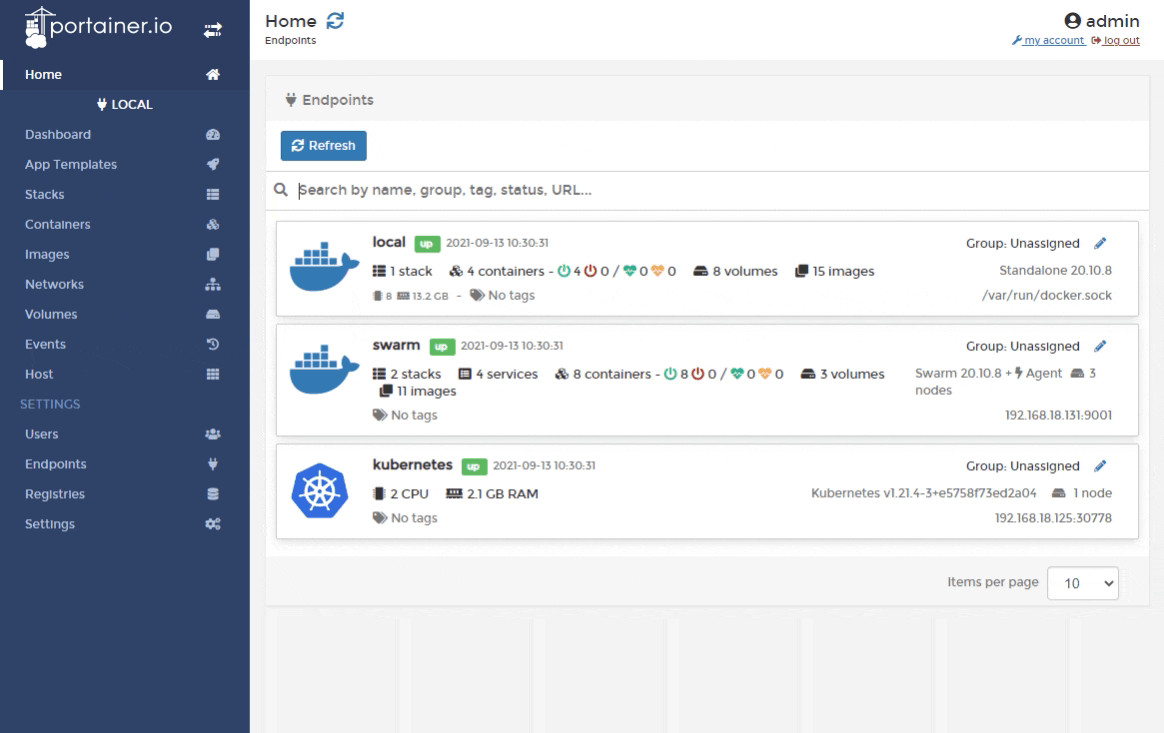 portainer.io
Home
LOCAL
Dashboard
App Templates
Stacks
Containers
Images
Networks
Volumes
Events
Host
SETTINGS
Users
Endpoints
Registries
Settings
Home
Endpoints
admin
my account log out
Endpoints
Refresh
Search by name, group, tag, status, URL...
local up 2021-09-13 10:30:31 Group: Unassigned
1 stack 4 containers - 4 0 / 0 0 8 volumes 15 images Standalone 20.10.8
8 13.2 GB - No tags /var/run/docker.sock
swarm up 2021-09-13 10:30:31 Group: Unassigned
2 stacks 4 services 8 containers - 8 0 / 0 0 3 volumes Swarm 20.10.8 + Agent 3
11 images nodes
No tags 192.168.18.131:9001
kubernetes up 2021-09-13 10:30:31 Group: Unassigned
2 CPU 2.1 GB RAM Kubernetes v1.21.4-3+e5758f73ed2a04 1 node
No tags 192.168.18.125:30778
Items per page 10